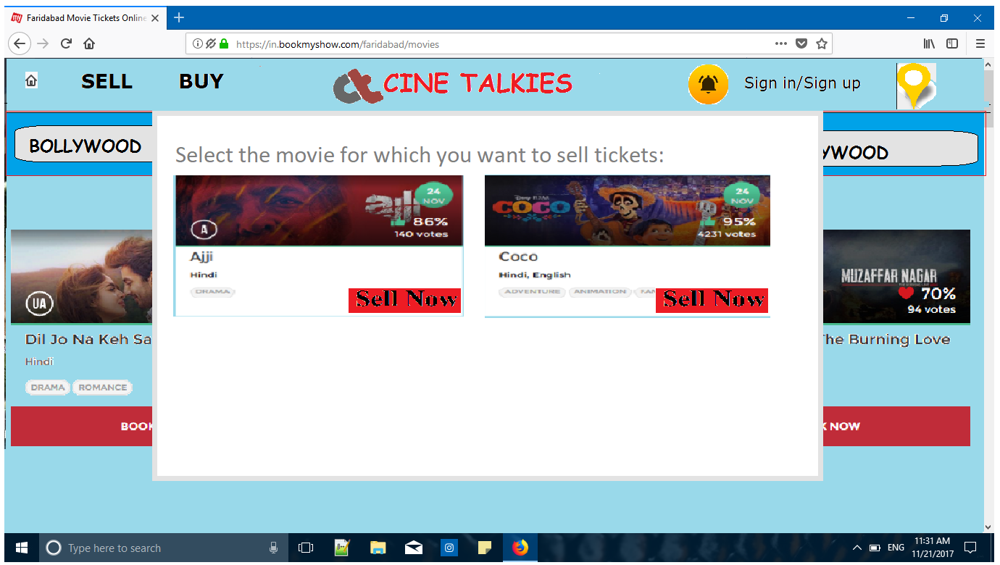 Faridabad Movie Tickets Online
https://in.bookmyshow.com/faridabad/movies
SELL BUY CINE TALKIES Sign in/Sign up
BOLLYWOOD
YWOOD
Select the movie for which you want to sell tickets:
24
NOV
A
86%
140 votes
Ajji
Hindi
DRAMA
Sell Now
Disney PIXAR
COCO
24
NOV
95%
4231 votes
Coco
Hindi, English
ADVENTURE ANIMATION FAM
Sell Now
UA
Dil Jo Na Keh Sa
Hindi
DRAMA ROMANCE
BOOK
MUZAFFAR NAGAR
70%
94 votes
The Burning Love
K NOW
Type here to search
ENG
11:31 AM
11/21/2017